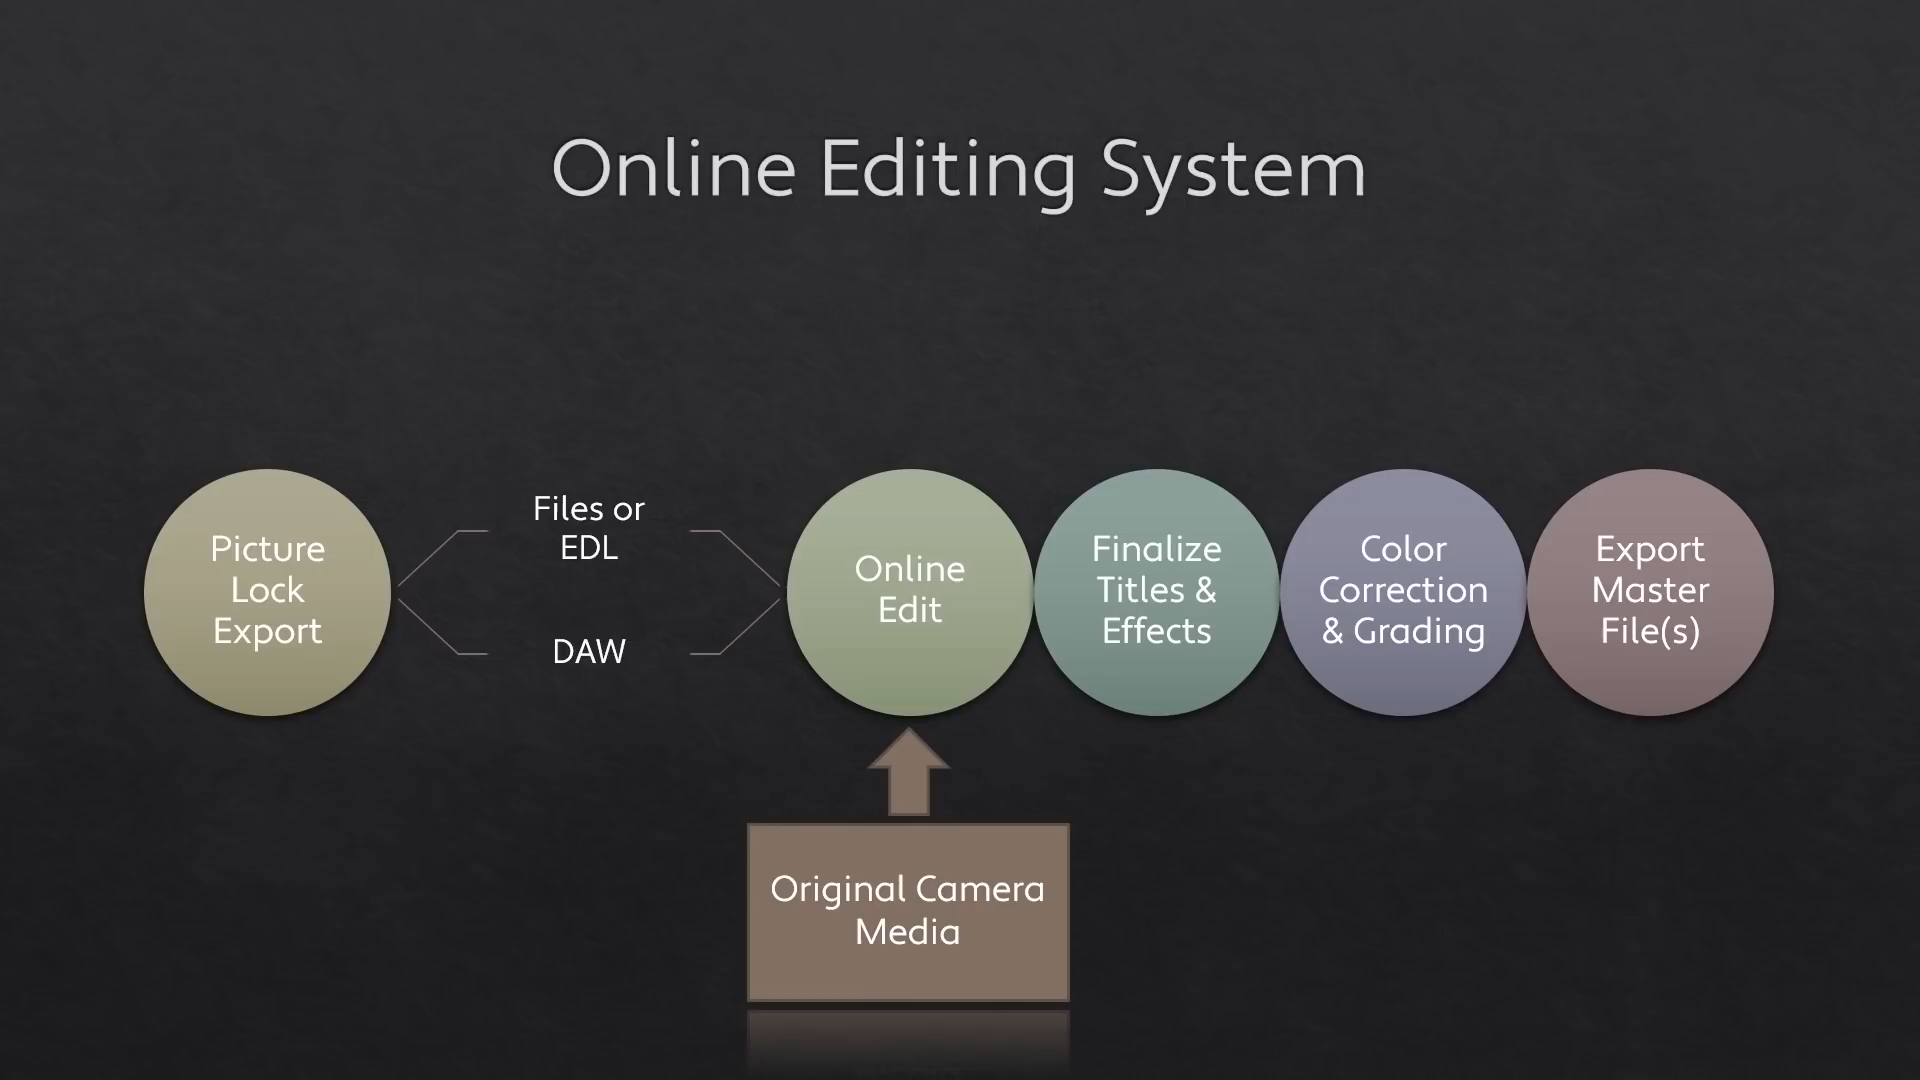 Online Editing System
Picture
Lock
Export
Files or
EDL
DAW
Online
Edit
Finalize
Titles &
Effects
Color
Correction
& Grading
Export
Master
File(s)
Original Camera
Media